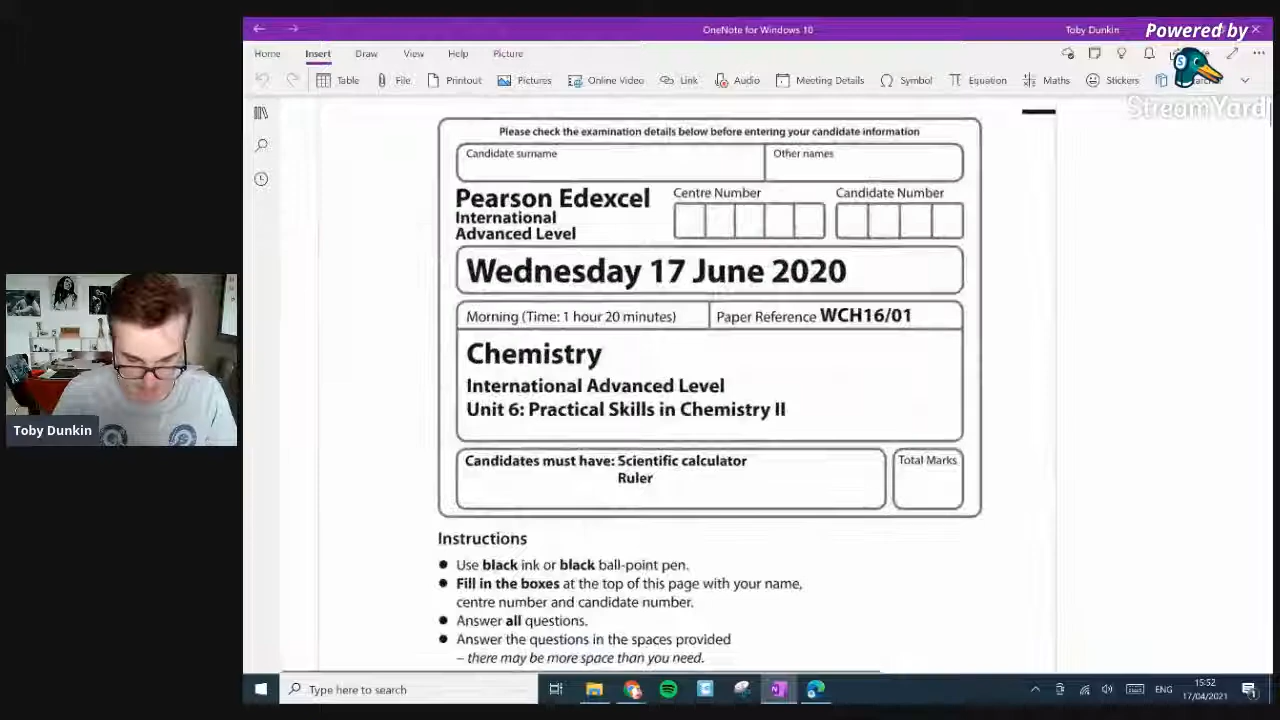 OneNote for Windows 10
Toby Dunkin
Powered by
StreamYard
Home Insert Draw View Help Picture
Table File Printout Pictures Online Video Link Audio Meeting Details Symbol Equation Maths Stickers
Please check the examination details below before entering your candidate information
Candidate surname
Other names
Pearson Edexcel
International
Advanced Level
Centre Number
Candidate Number
Wednesday 17 June 2020
Morning (Time: 1 hour 20 minutes)
Paper Reference WCH16/01
Chemistry
International Advanced Level
Unit 6: Practical Skills in Chemistry II
Candidates must have: Scientific calculator
Ruler
Total Marks
Instructions
● Use black ink or black ball-point pen.
● Fill in the boxes at the top of this page with your name,
centre number and candidate number.
● Answer all questions.
● Answer the questions in the spaces provided
– there may be more space than you need.
Toby Dunkin
Type here to search
ENG
15:52
17/04/2021